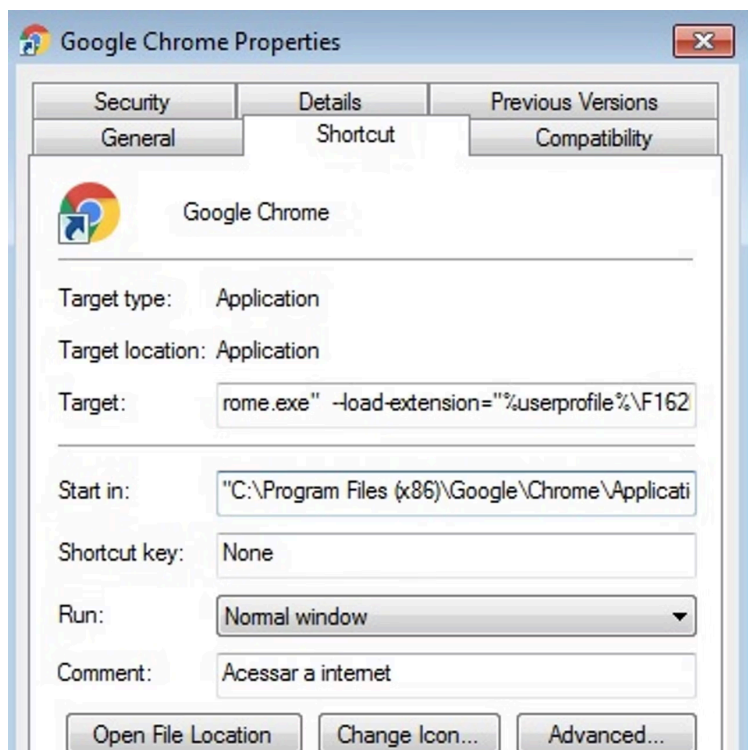 Google Chrome Properties
Security Details Previous Versions
General Shortcut Compatibility
Google Chrome
Target type: Application
Target location: Application
Target: rome.exe" --load-extension="%userprofile%\F162
Start in: "C:\Program Files (x86)\Google\Chrome\Applicati
Shortcut key: None
Run: Normal window
Comment: Acessar a internet
Open File Location Change Icon... Advanced...